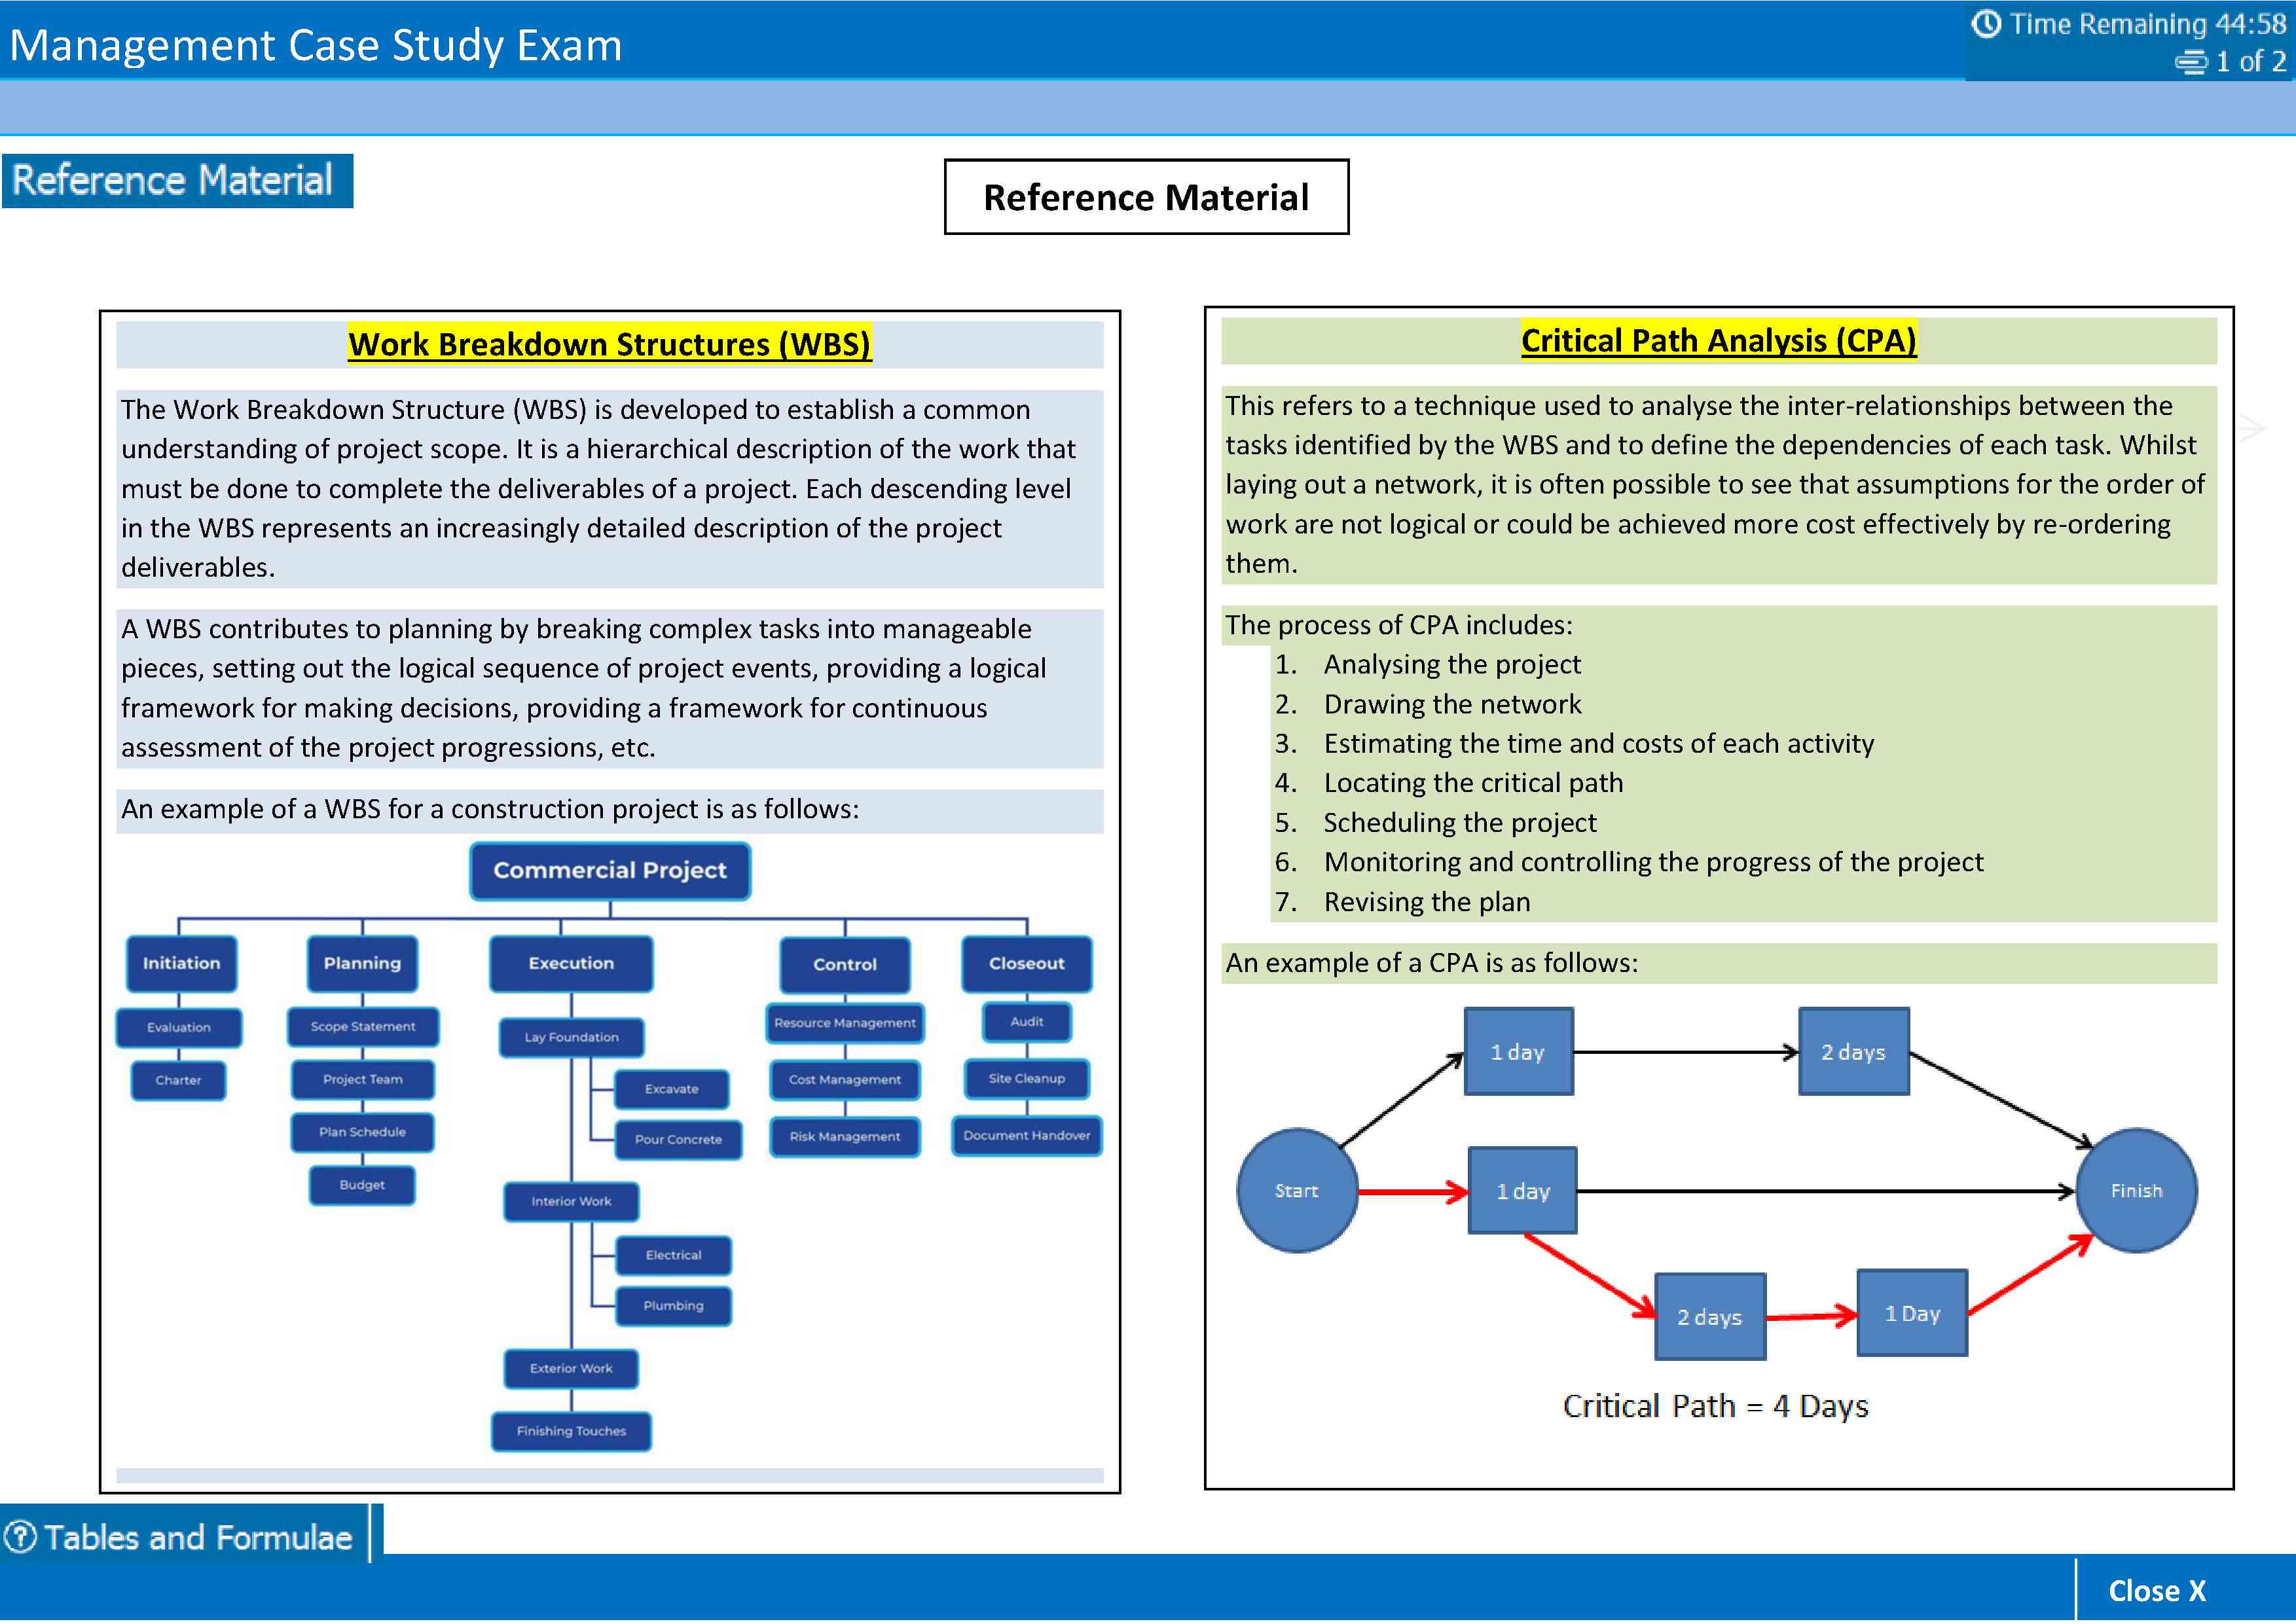 Management Case Study Exam
Time Remaining 44:58
1 of 2
Reference Material
Reference Material
Work Breakdown Structures (WBS)
The Work Breakdown Structure (WBS) is developed to establish a common
understanding of project scope. It is a hierarchical description of the work that
must be done to complete the deliverables of a project. Each descending level
in the WBS represents an increasingly detailed description of the project
deliverables.
A WBS contributes to planning by breaking complex tasks into manageable
pieces, setting out the logical sequence of project events, providing a logical
framework for making decisions, providing a framework for continuous
assessment of the project progressions, etc.
An example of a WBS for a construction project is as follows:
Commercial Project
Initiation
Evaluation
Charter
Planning
Scope Statement
Project Team
Plan Schedule
Budget
Execution
Lay Foundation
Excavate
Pour Concrete
Interior Work
Electrical
Plumbing
Exterior Work
Finishing Touches
Control
Resource Management
Cost Management
Risk Management
Closeout
Audit
Site Cleanup
Document Handover
Critical Path Analysis (CPA)
This refers to a technique used to analyse the inter-relationships between the
tasks identified by the WBS and to define the dependencies of each task. Whilst
laying out a network, it is often possible to see that assumptions for the order of
work are not logical or could be achieved more cost effectively by re-ordering
them.
The process of CPA includes:
1. Analysing the project
2. Drawing the network
3. Estimating the time and costs of each activity
4. Locating the critical path
5. Scheduling the project
6. Monitoring and controlling the progress of the project
7. Revising the plan
An example of a CPA is as follows:
1 day
2 days
Start
1 day
Finish
2 days
1 Day
Critical Path = 4 Days
Tables and Formulae
Close X